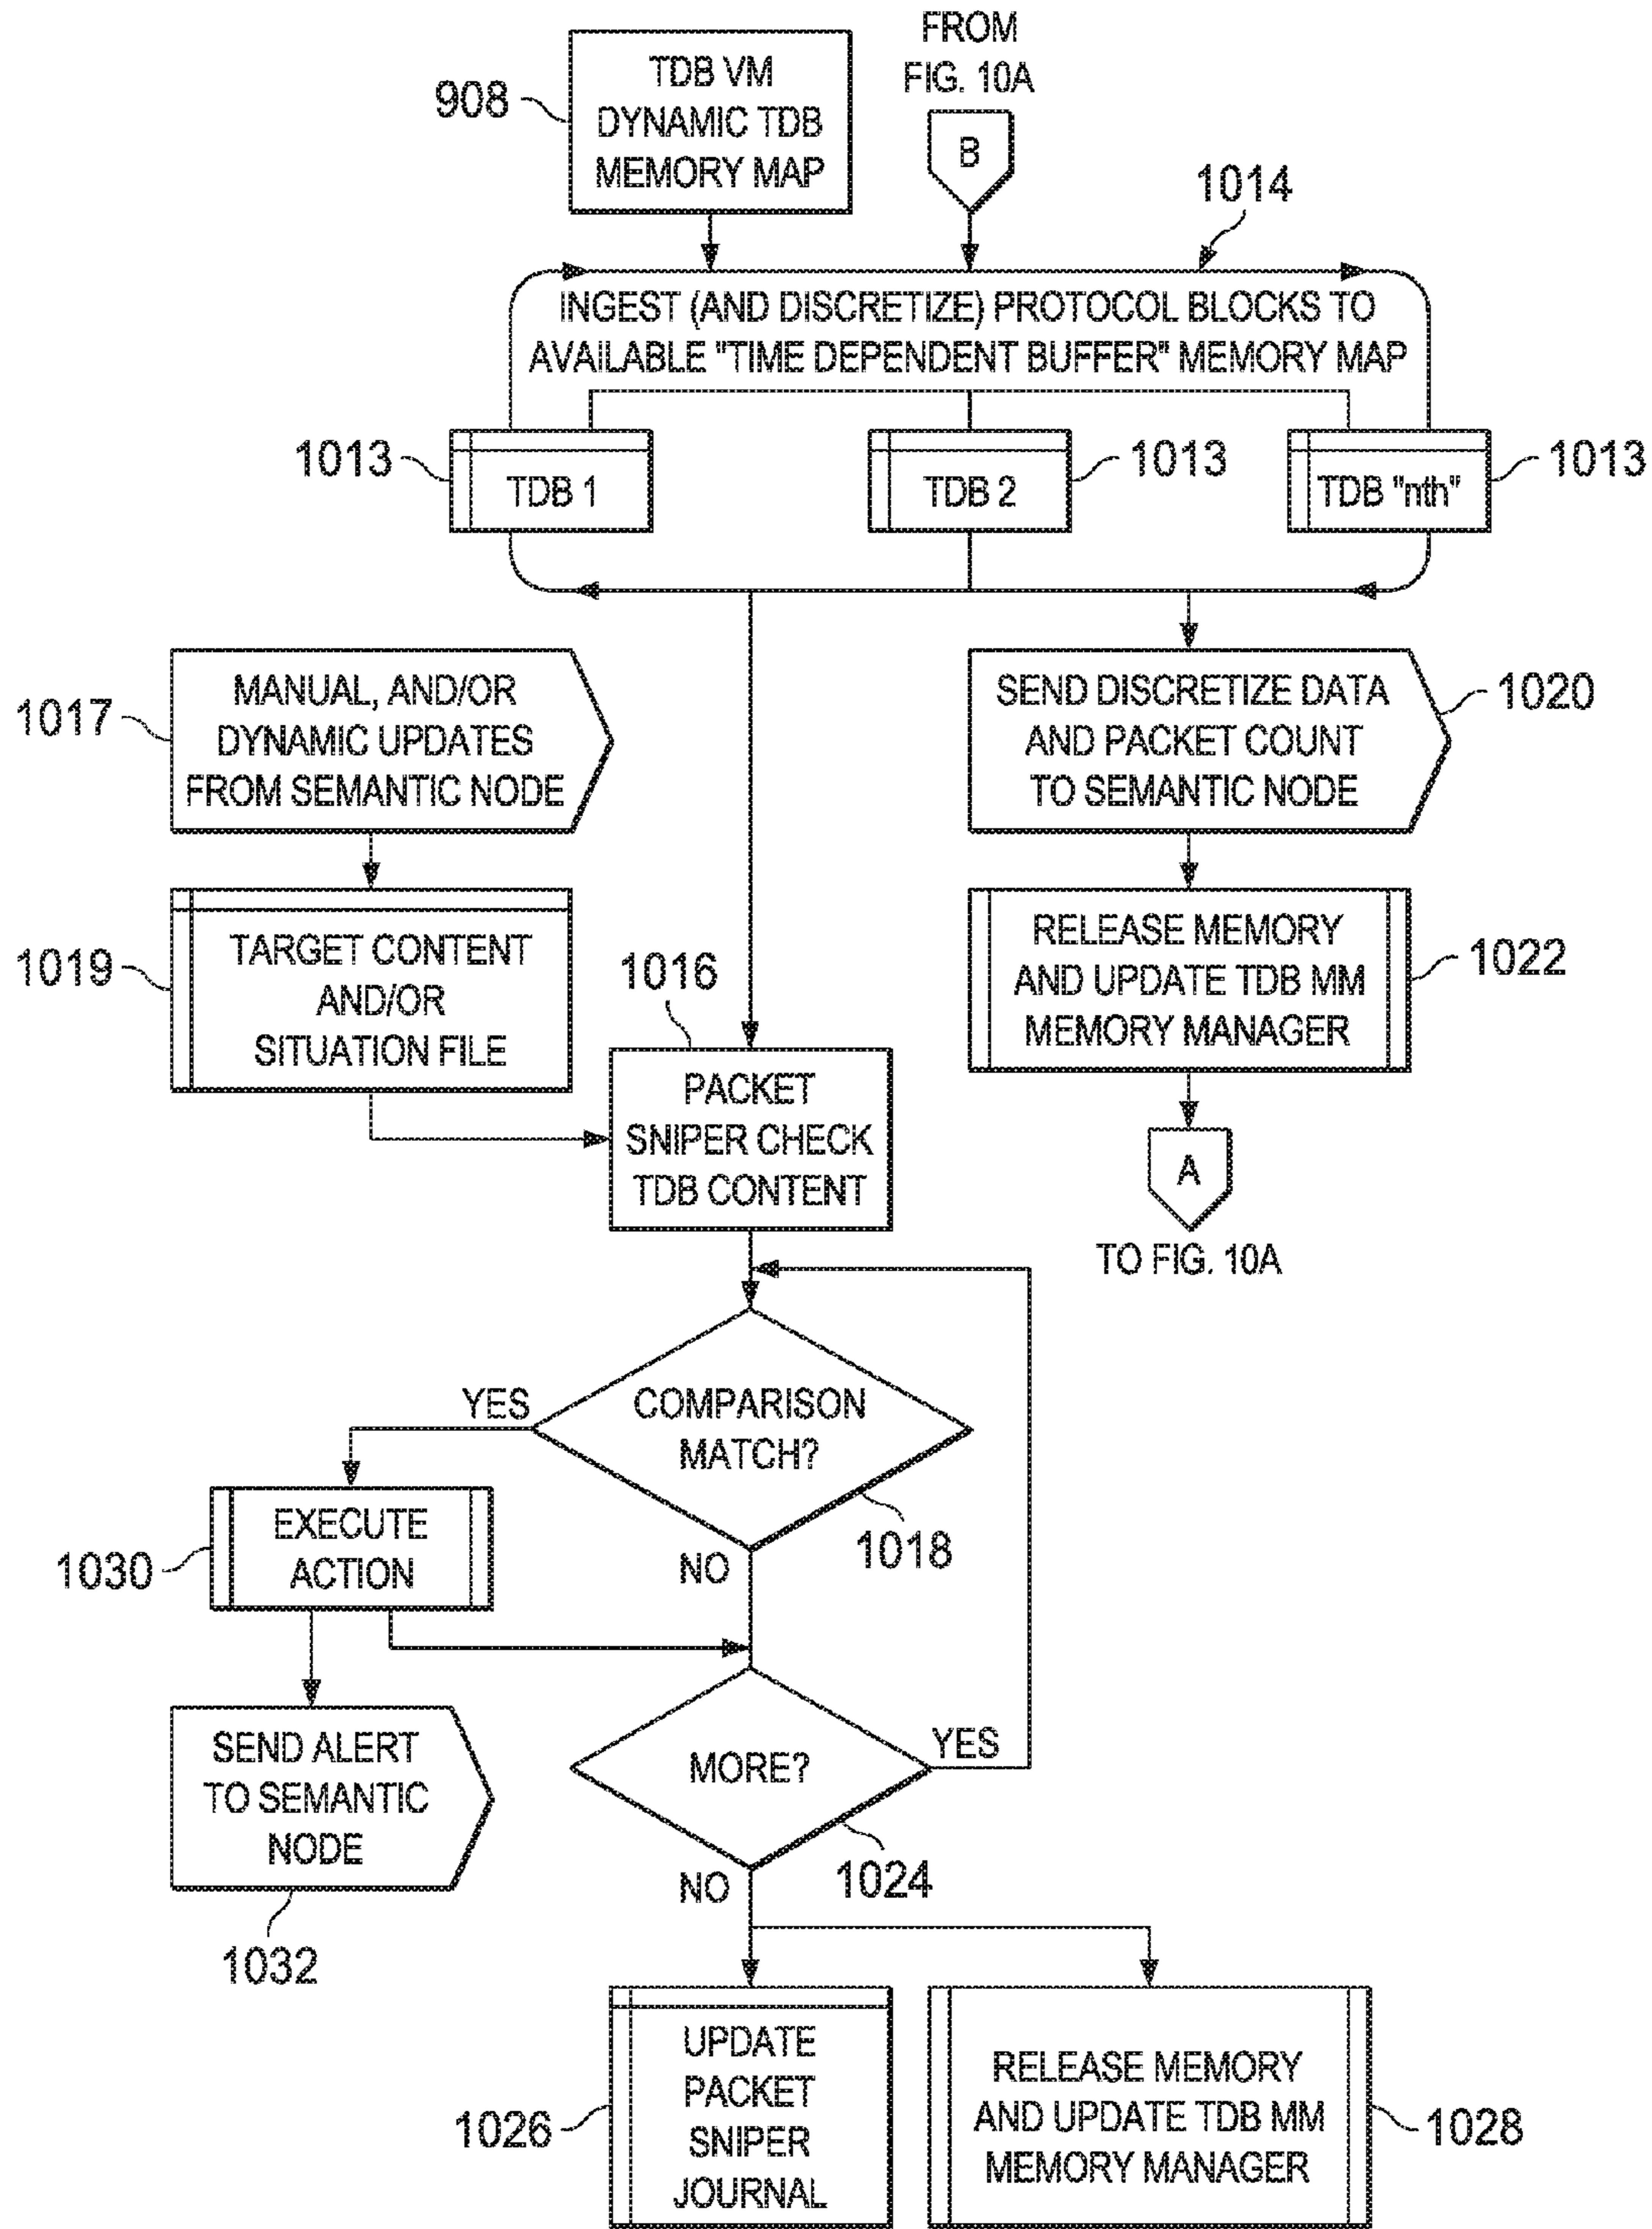 FROM
FIG. 10A
B
908
TDB VM
DYNAMIC TDB
MEMORY MAP
1014
INGEST (AND DISCRETIZE) PROTOCOL BLOCKS TO
AVAILABLE "TIME DEPENDENT BUFFER" MEMORY MAP
1013
TDB 1
TDB 2
1013
TDB "nth"
1013
1017
MANUAL, AND/OR
DYNAMIC UPDATES
FROM SEMANTIC NODE
SEND DISCRETIZE DATA
AND PACKET COUNT
TO SEMANTIC NODE
1020
1019
TARGET CONTENT
AND/OR
SITUATION FILE
RELEASE MEMORY
AND UPDATE TDB MM
MEMORY MANAGER
1022
1016
PACKET
SNIPER CHECK
TDB CONTENT
A
TO FIG. 10A
YES
COMPARISON
MATCH?
1018
NO
1030
EXECUTE
ACTION
SEND ALERT
TO SEMANTIC
NODE
1032
MORE?
YES
1024
NO
1026
UPDATE
PACKET
SNIPER
JOURNAL
RELEASE MEMORY
AND UPDATE TDB MM
MEMORY MANAGER
1028